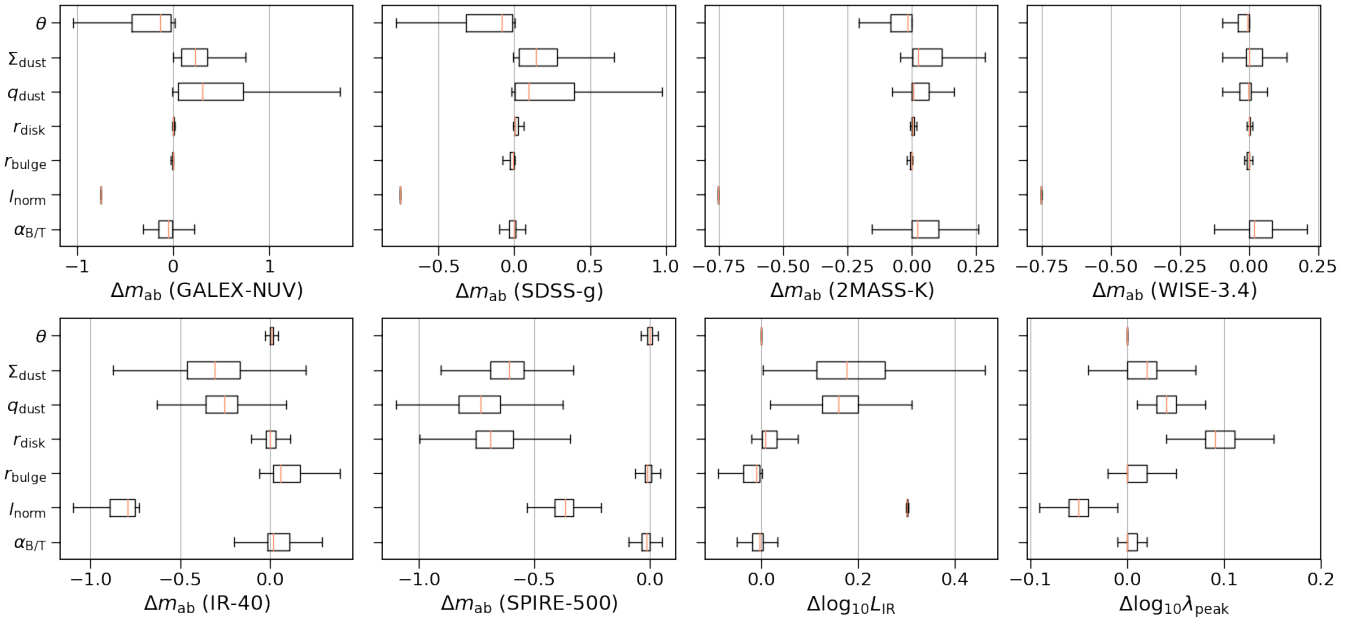 θ
Σdust
qdust
rdisk
rbulge
lnorm
αB/T
−1 0 1
Δmab (GALEX-NUV)
−0.5 0.0 0.5 1.0
Δmab (SDSS-g)
−0.75 −0.50 −0.25 0.00 0.25
Δmab (2MASS-K)
−0.75 −0.50 −0.25 0.00 0.25
Δmab (WISE-3.4)
θ
Σdust
qdust
rdisk
rbulge
lnorm
αB/T
−1.0 −0.5 0.0
Δmab (IR-40)
−1.0 −0.5 0.0
Δmab (SPIRE-500)
0.0 0.2 0.4
Δlog10LIR
−0.1 0.0 0.1 0.2
Δlog10λpeak